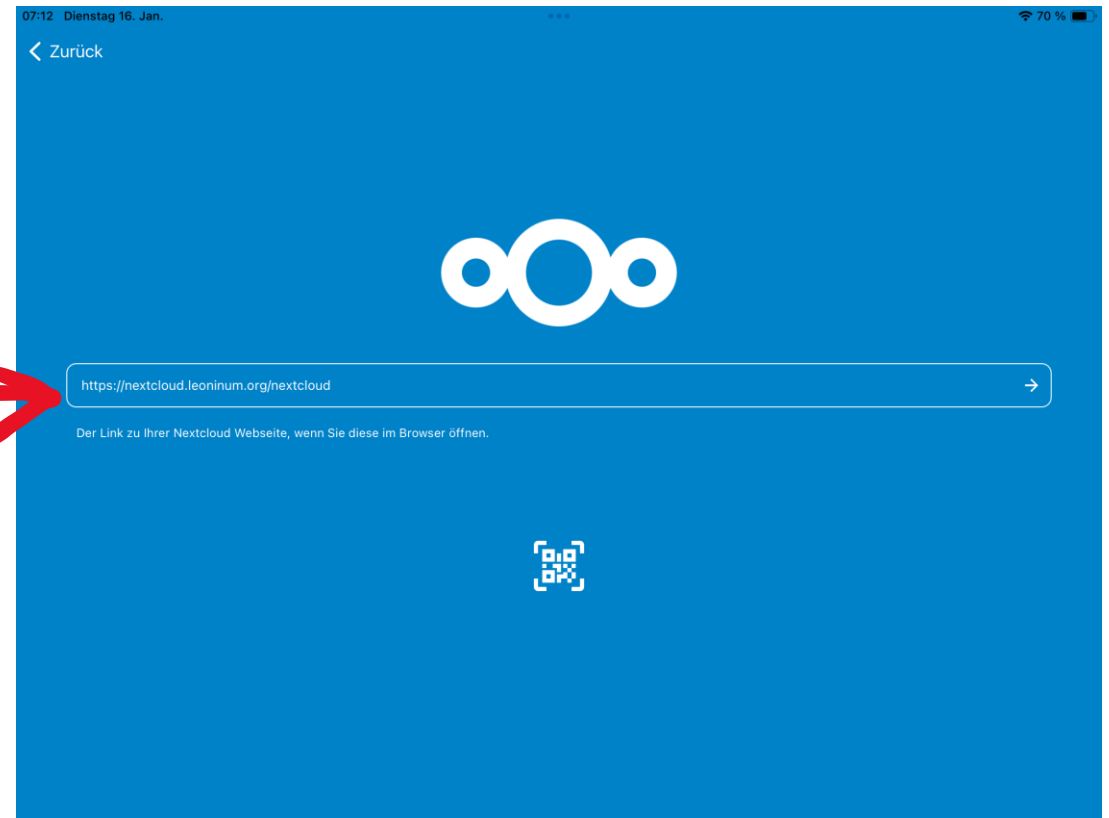 07:12 Dienstag 16. Jan.
70 %
Zurück
https://nextcloud.leoninum.org/nextcloud
Der Link zu Ihrer Nextcloud Webseite, wenn Sie diese im Browser öffnen.